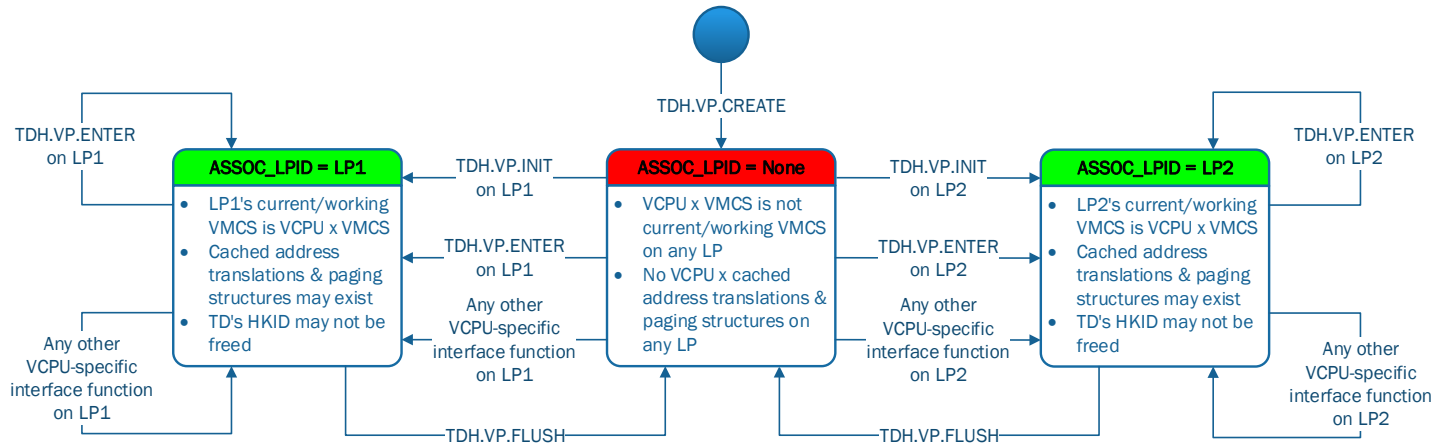 TDH.VP.CREATE
TDH.VP.ENTER
on LP1
ASSOC_LPID = LP1
• LP1's current/working
VMCS is VCPU x VMCS
• Cached address
translations & paging
structures may exist
• TD's HKID may not be
freed
Any other
VCPU-specific
interface function
on LP1
TDH.VP.INIT
on LP1
TDH.VP.ENTER
on LP1
Any other
VCPU-specific
interface function
on LP1
TDH.VP.FLUSH
ASSOC_LPID = None
• VCPU x VMCS is not
current/working VMCS
on any LP
• No VCPU x cached
address translations &
paging structures on
any LP
TDH.VP.INIT
on LP2
TDH.VP.ENTER
on LP2
Any other
VCPU-specific
interface function
on LP2
TDH.VP.FLUSH
ASSOC_LPID = LP2
• LP2's current/working
VMCS is VCPU x VMCS
• Cached address
translations & paging
structures may exist
• TD's HKID may not be
freed
TDH.VP.ENTER
on LP2
Any other
VCPU-specific
interface function
on LP2